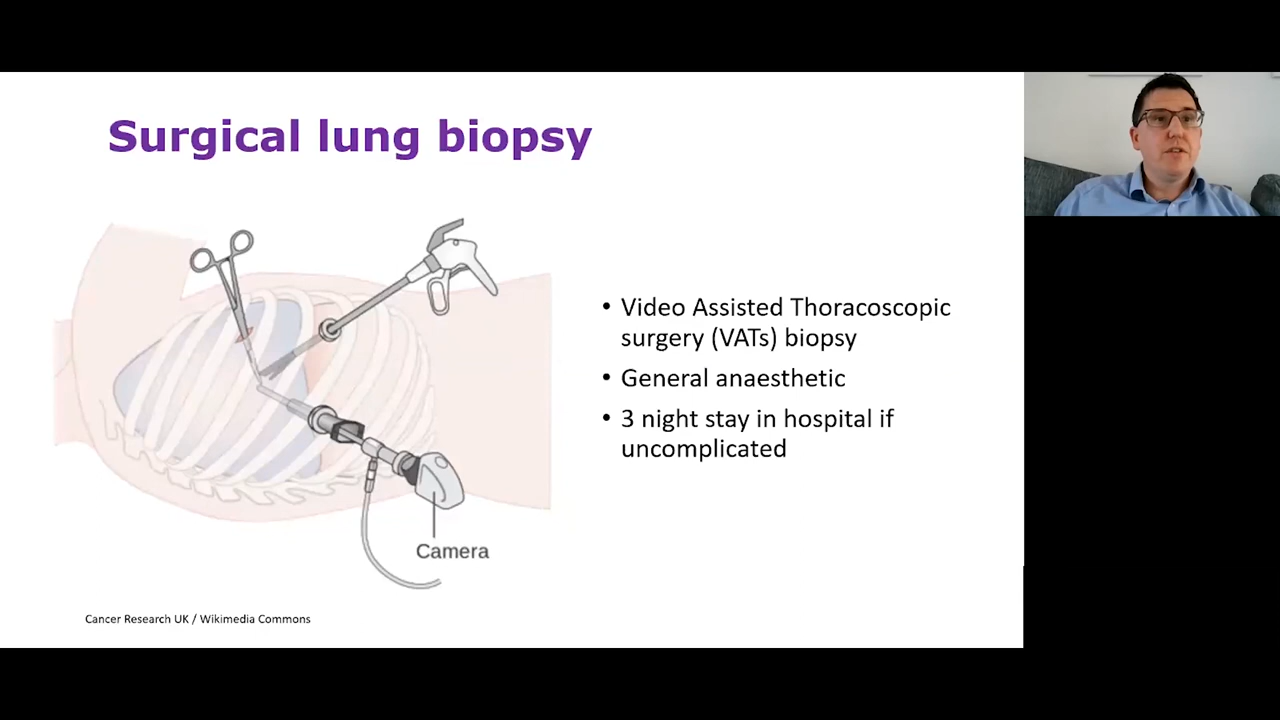 Surgical lung biopsy
• Video Assisted Thoracoscopic
surgery (VATs) biopsy
• General anaesthetic
• 3 night stay in hospital if
uncomplicated
Camera
Cancer Research UK / Wikimedia Commons